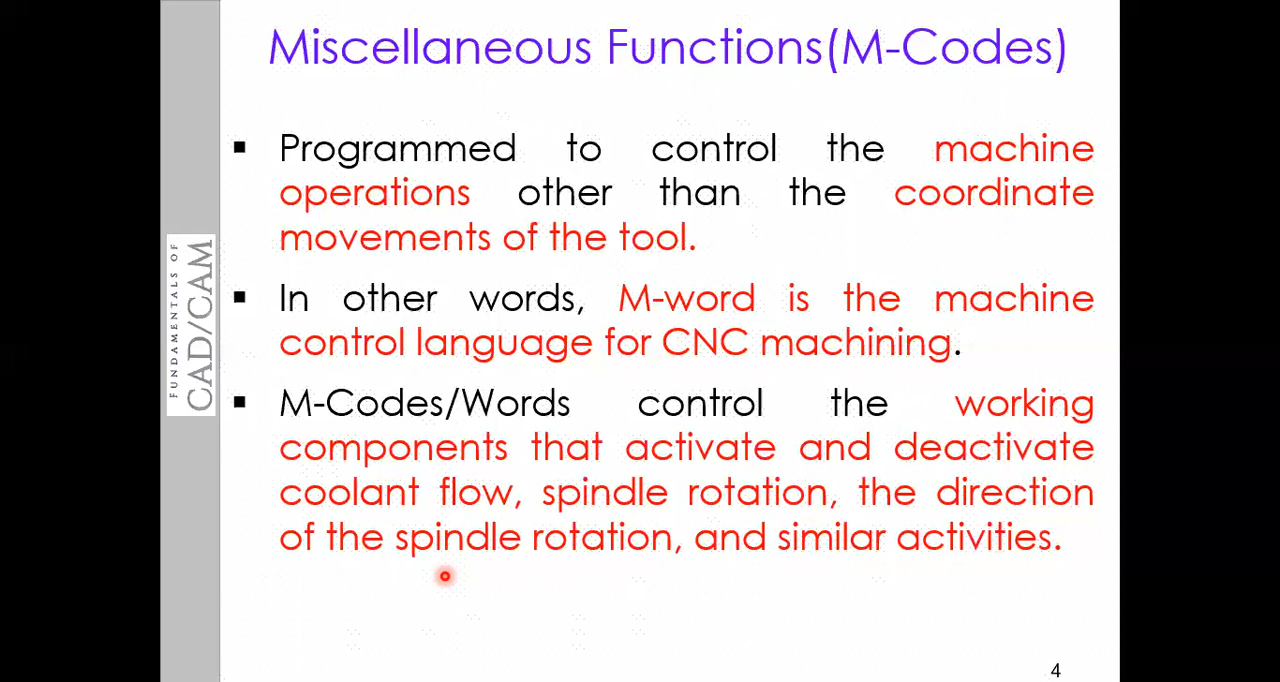 Miscellaneous Functions(M-Codes)
▪ Programmed to control the machine
operations other than the coordinate
movements of the tool.
▪ In other words, M-word is the machine
control language for CNC machining.
▪ M-Codes/Words control the working
components that activate and deactivate
coolant flow, spindle rotation, the direction
of the spindle rotation, and similar activities.
FUNDAMENTALS OF
CAD/CAM
4